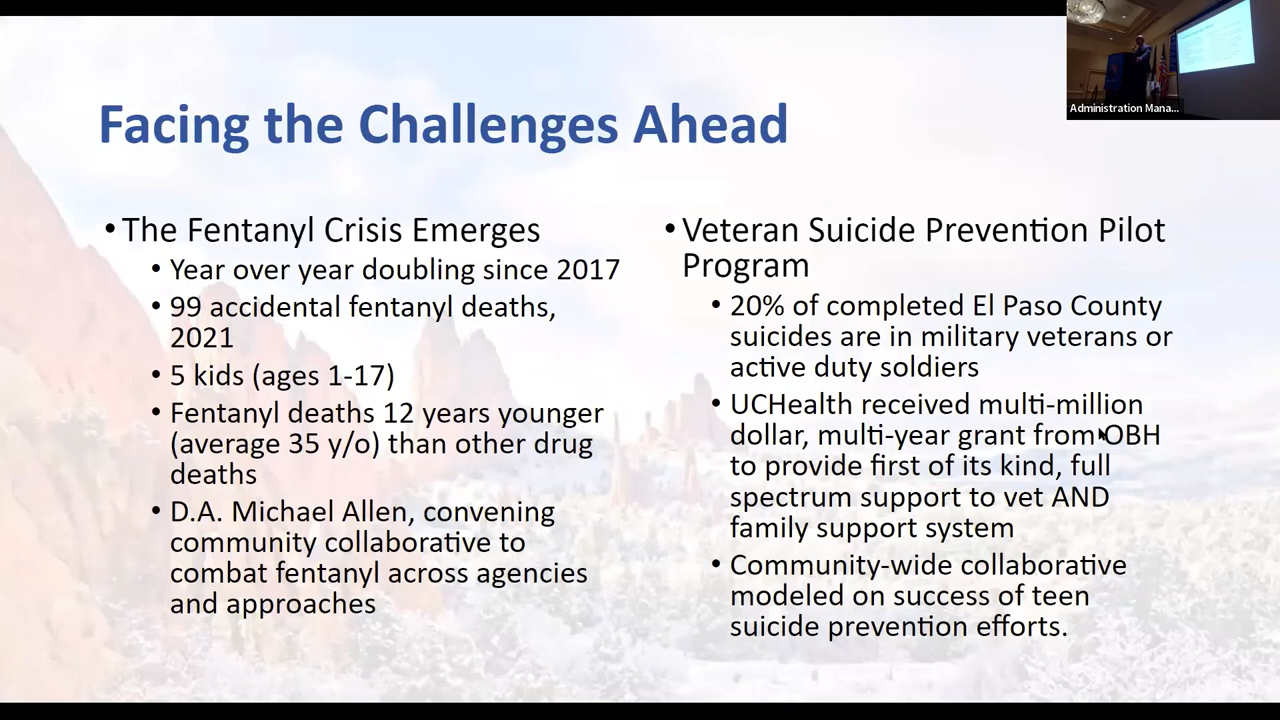 Facing the Challenges Ahead
• The Fentanyl Crisis Emerges
• Year over year doubling since 2017
• 99 accidental fentanyl deaths,
2021
• 5 kids (ages 1-17)
• Fentanyl deaths 12 years younger
(average 35 y/o) than other drug
deaths
• D.A. Michael Allen, convening
community collaborative to
combat fentanyl across agencies
and approaches
• Veteran Suicide Prevention Pilot
Program
• 20% of completed El Paso County
suicides are in military veterans or
active duty soldiers
• UCHealth received multi-million
dollar, multi-year grant from OBH
to provide first of its kind, full
spectrum support to vet AND
family support system
• Community-wide collaborative
modeled on success of teen
suicide prevention efforts.
Administration Mana...